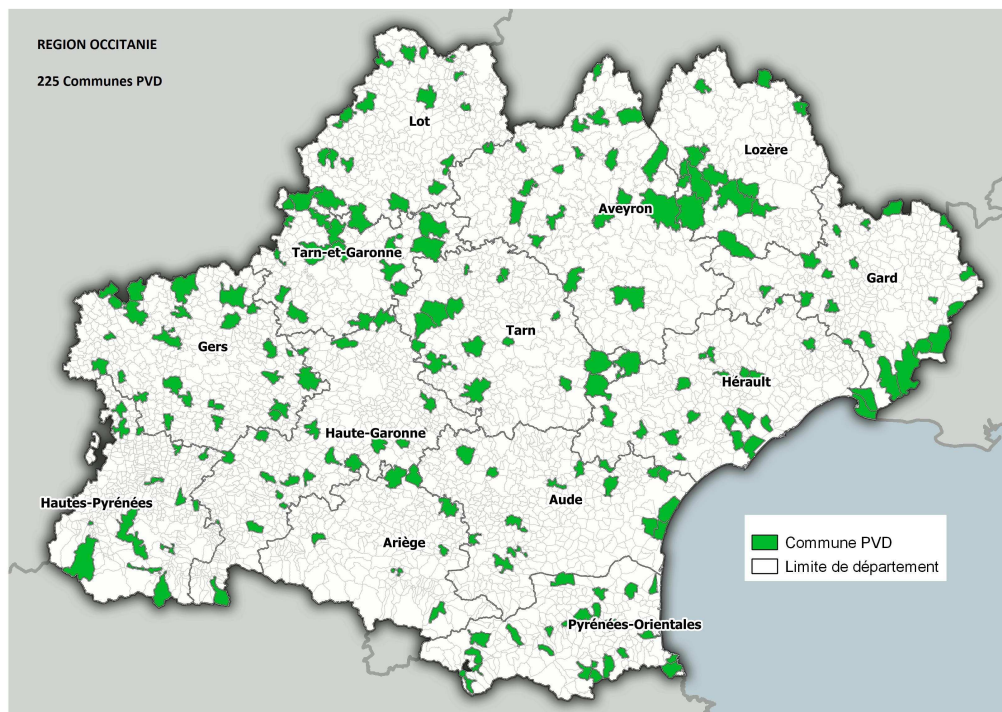 REGION OCCITANIE
225 Communes PVD
Lot
Lozère
Aveyron
Tarn-et-Garonne
Gard
Tarn
Gers
Hérault
Haute-Garonne
Hautes-Pyrénées
Aude
Ariège
Commune PVD
Limite de département
Pyrénées-Orientales